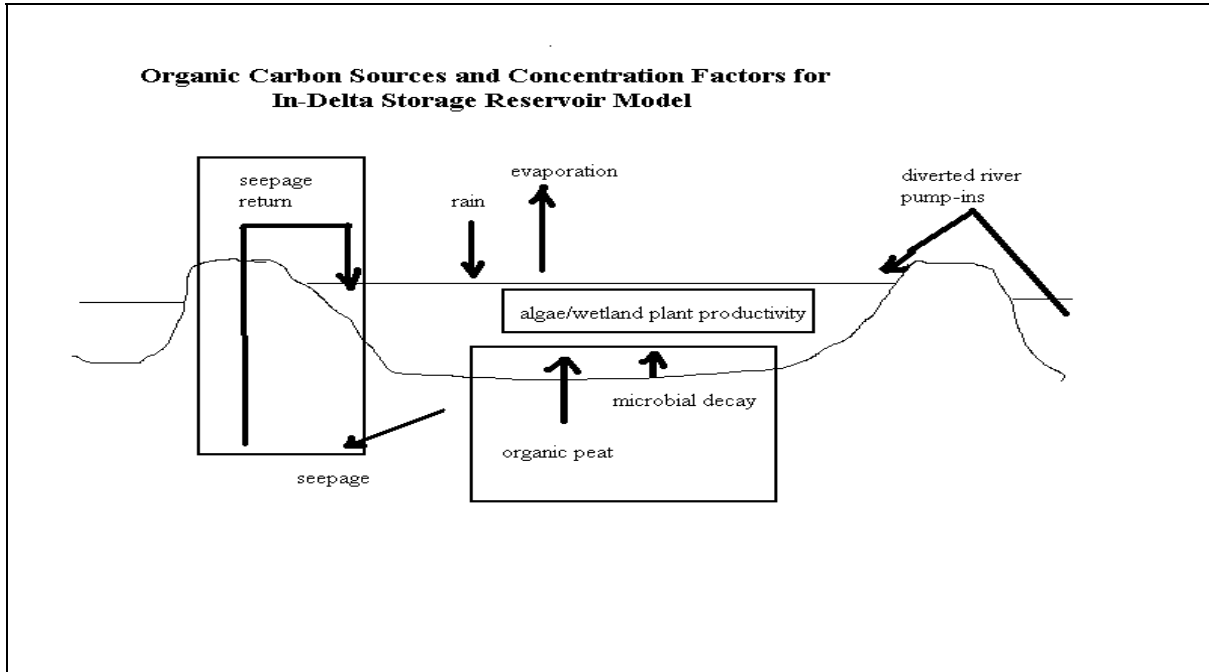 Organic Carbon Sources and Concentration Factors for
In-Delta Storage Reservoir Model
seepage
return
rain
evaporation
diverted river
pump-ins
algae/wetland plant productivity
microbial decay
organic peat
seepage